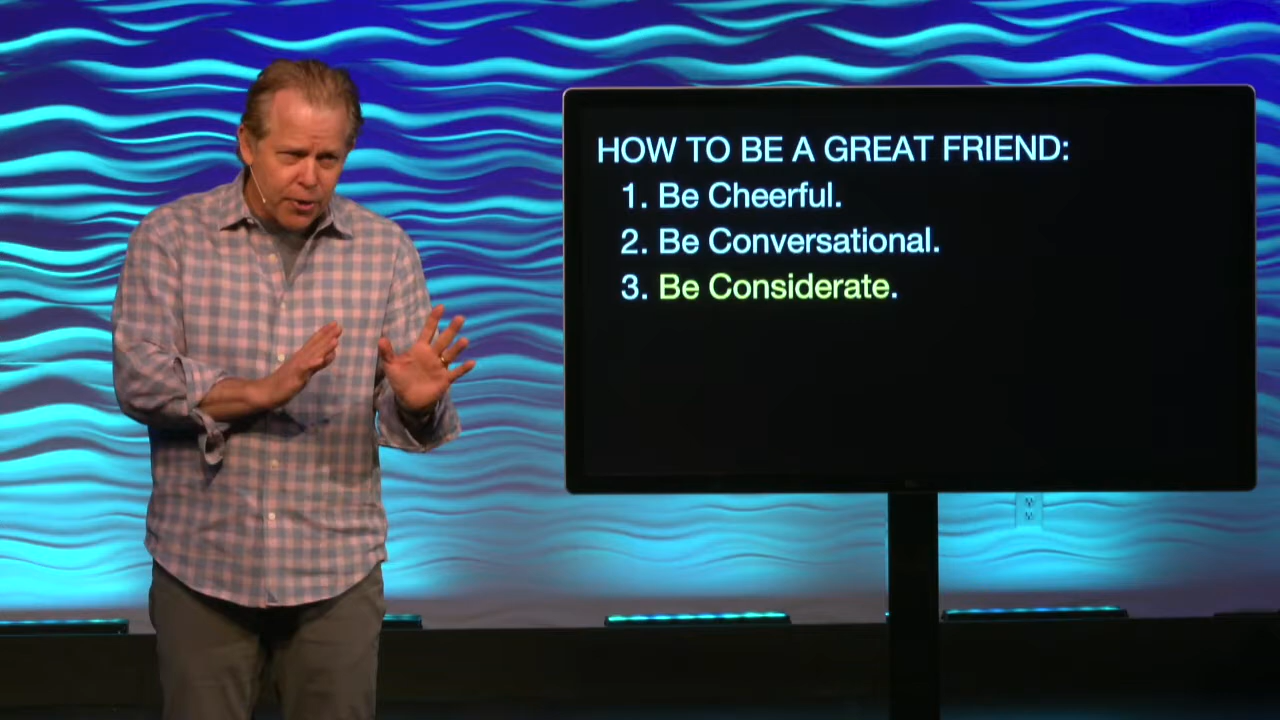 HOW TO BE A GREAT FRIEND:
1. Be Cheerful.
2. Be Conversational.
3. Be Considerate.